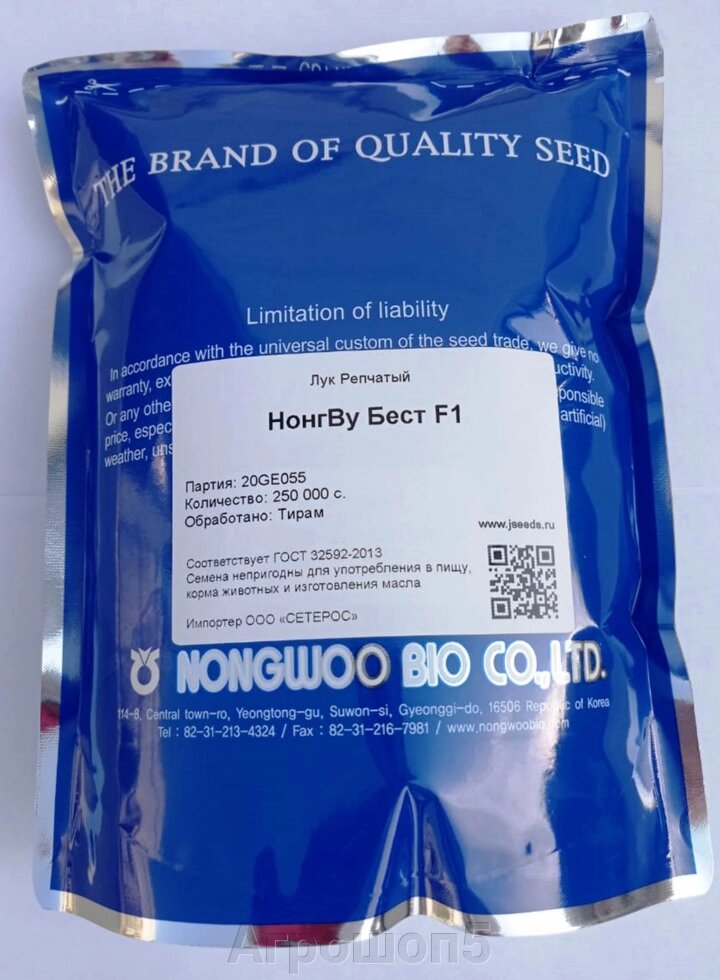 THE BRAND OF QUALITY SEED
Limitation of liability
In accordance with the universal custom of the seed trade, we give no
warranty, uctivity.
Or any othe ponsible
price, espec artificial)
weather, uns
Лук Репчатый
НонгВу Бест F1
Партия: 20GE055
Количество: 250 000 с.
Обработано: Тирам
www.jseeds.ru
Соответствует ГОСТ 32592-2013
Семена непригодны для употребления в пищу,
корма животных и изготовления масла
Импортер ООО «СЕТЕРОС»
NONGWOO BIO CO.,LTD.
114-8, Central town-ro, Yeongtong-gu, Suwon-si, Gyeonggi-do, 16506 Republic of Korea
Tel : 82-31-213-4324 / Fax : 82-31-216-7981 / www.nongwoobio.com
Агрошоп5